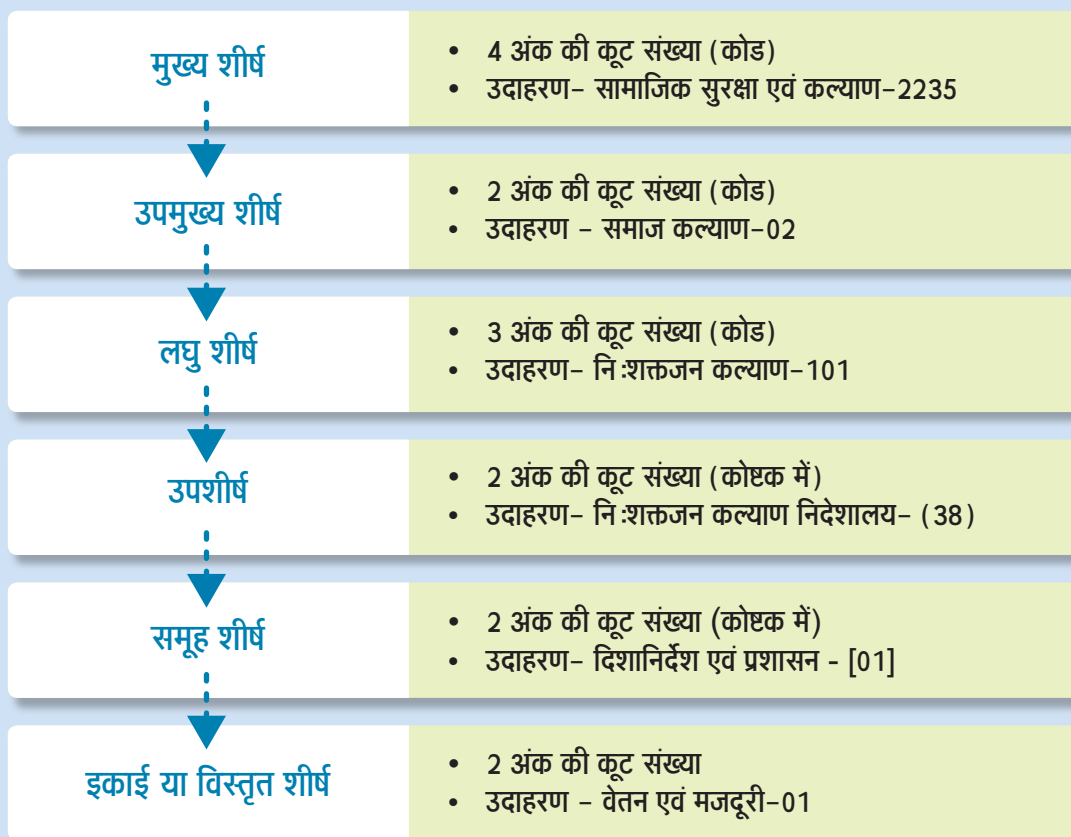 मुख्य शीर्ष
• 4 अंक की कूट संख्या (कोड)
• उदाहरण– सामाजिक सुरक्षा एवं कल्याण–2235
उपमुख्य शीर्ष
• 2 अंक की कूट संख्या (कोड)
• उदाहरण – समाज कल्याण–02
लघु शीर्ष
• 3 अंक की कूट संख्या (कोड)
• उदाहरण– नि:शक्तजन कल्याण–101
उपशीर्ष
• 2 अंक की कूट संख्या (कोष्टक में)
• उदाहरण– नि:शक्तजन कल्याण निदेशालय– (38)
समूह शीर्ष
• 2 अंक की कूट संख्या (कोष्टक में)
• उदाहरण– दिशानिर्देश एवं प्रशासन - [01]
इकाई या विस्तृत शीर्ष
• 2 अंक की कूट संख्या
• उदाहरण – वेतन एवं मजदूरी–01